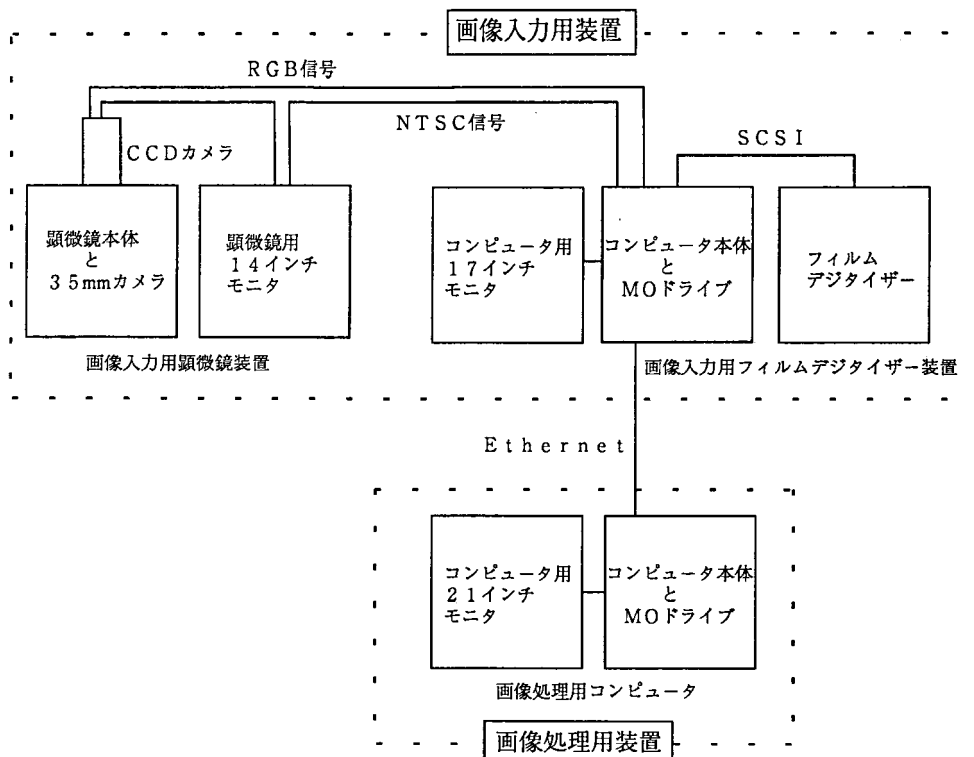 画像入力用装置
RGB信号
NTSC信号
SCSI
CCDカメラ
顕微鏡本体
と
35mmカメラ
顕微鏡用
14インチ
モニタ
コンピュータ用
17インチ
モニタ
コンピュータ本体
と
MOドライブ
フィルム
デジタイザー
画像入力用顕微鏡装置
画像入力用フィルムデジタイザー装置
Ethernet
コンピュータ用
21インチ
モニタ
コンピュータ本体
と
MOドライブ
画像処理用コンピュータ
画像処理用装置